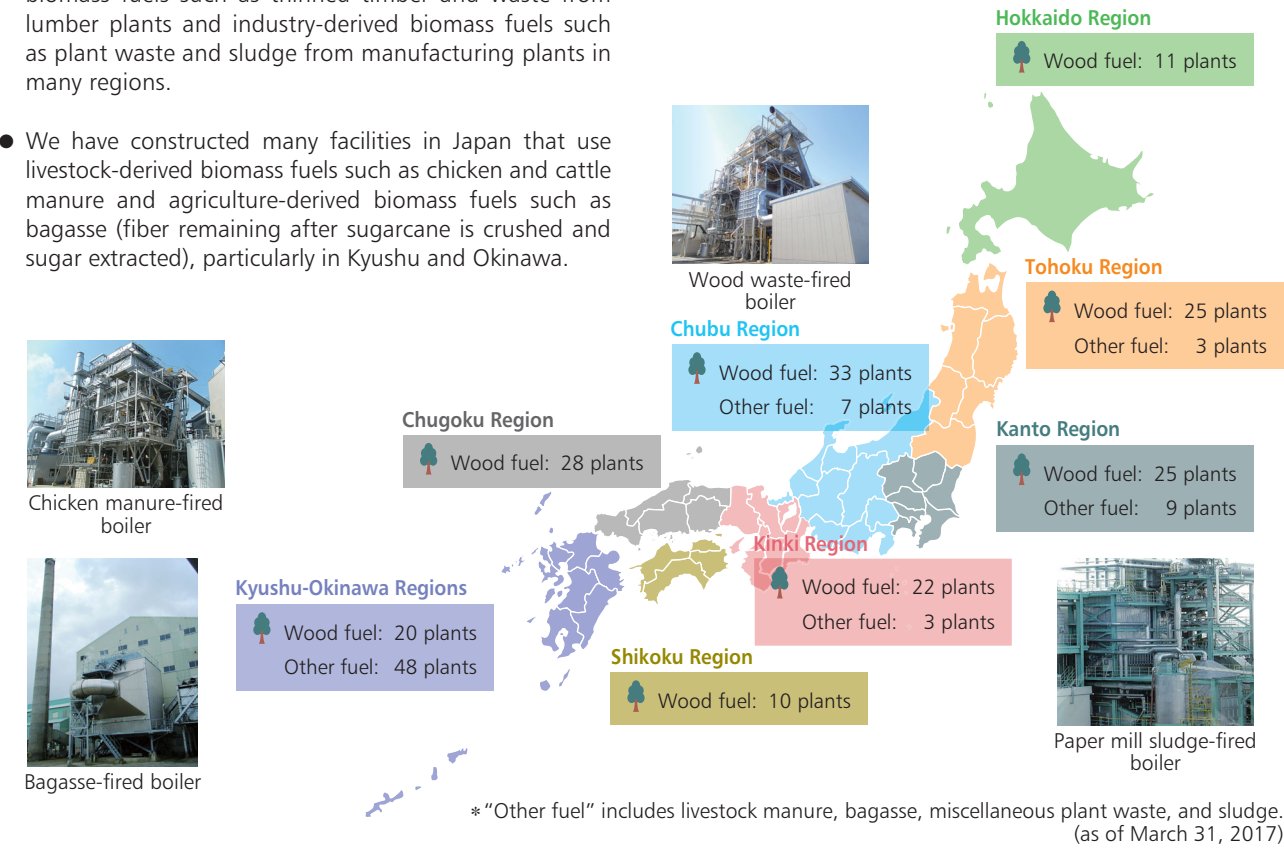 biomass fuels such as thinned timber and waste from
lumber plants and industry-derived biomass fuels such
as plant waste and sludge from manufacturing plants in
many regions.
● We have constructed many facilities in Japan that use
livestock-derived biomass fuels such as chicken and cattle
manure and agriculture-derived biomass fuels such as
bagasse (fiber remaining after sugarcane is crushed and
sugar extracted), particularly in Kyushu and Okinawa.
Hokkaido Region
Wood fuel: 11 plants
Wood waste-fired
boiler
Tohoku Region
Wood fuel: 25 plants
Other fuel: 3 plants
Chubu Region
Wood fuel: 33 plants
Other fuel: 7 plants
Chicken manure-fired
boiler
Chugoku Region
Wood fuel: 28 plants
Kanto Region
Wood fuel: 25 plants
Other fuel: 9 plants
Kinki Region
Wood fuel: 22 plants
Other fuel: 3 plants
Kyushu-Okinawa Regions
Wood fuel: 20 plants
Other fuel: 48 plants
Shikoku Region
Wood fuel: 10 plants
Bagasse-fired boiler
Paper mill sludge-fired
boiler
* “Other fuel” includes livestock manure, bagasse, miscellaneous plant waste, and sludge.
(as of March 31, 2017)